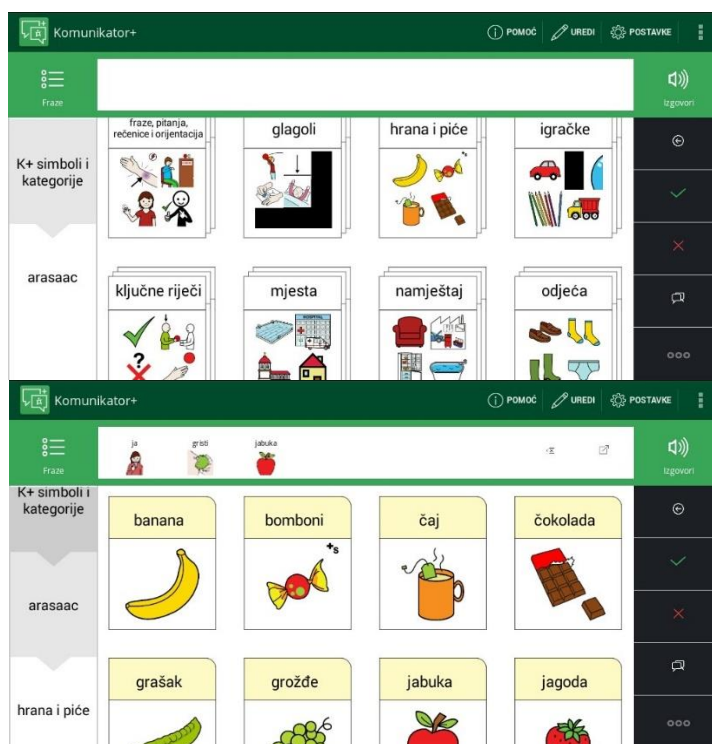 Komunikator+
POMOĆ
UREDI
POSTAVKE
Fraze
Izgovori
K+ simboli i
kategorije
arasaac
fraze, pitanja,
rečenice i orijentacija
glagoli
hrana i piće
igračke
ključne riječi
mjesta
namještaj
odjeća
HOSPITAL
Komunikator+
POMOĆ
UREDI
POSTAVKE
Fraze
ja
gristi
jabuka
Izgovori
K+ simboli i
kategorije
arasaac
hrana i piće
banana
bomboni
+s
čaj
čokolada
grašak
grožđe
jabuka
jagoda